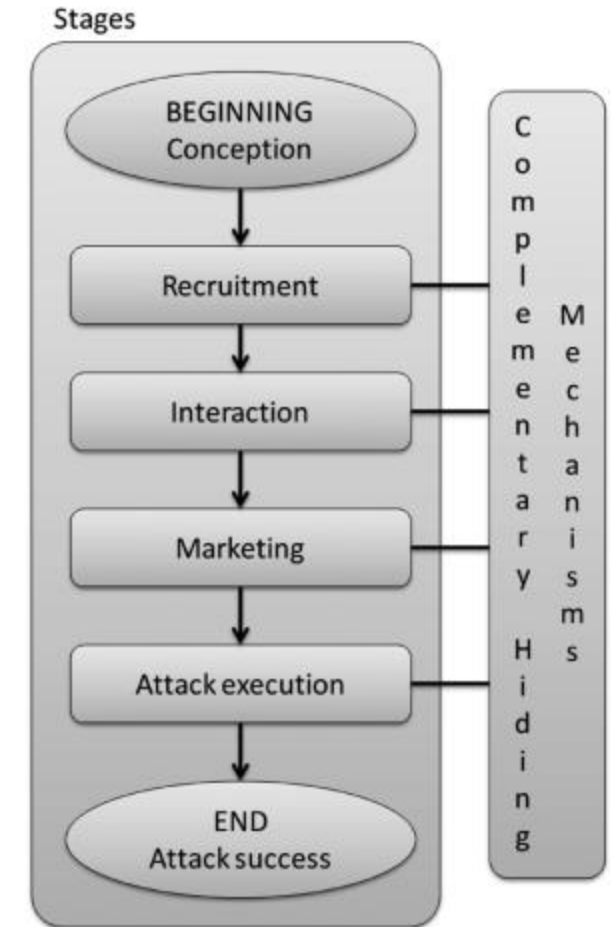 Stages
BEGINNING
Conception
Recruitment
Interaction
Marketing
Attack execution
END
Attack success
Complementary Hiding
Mechanisms